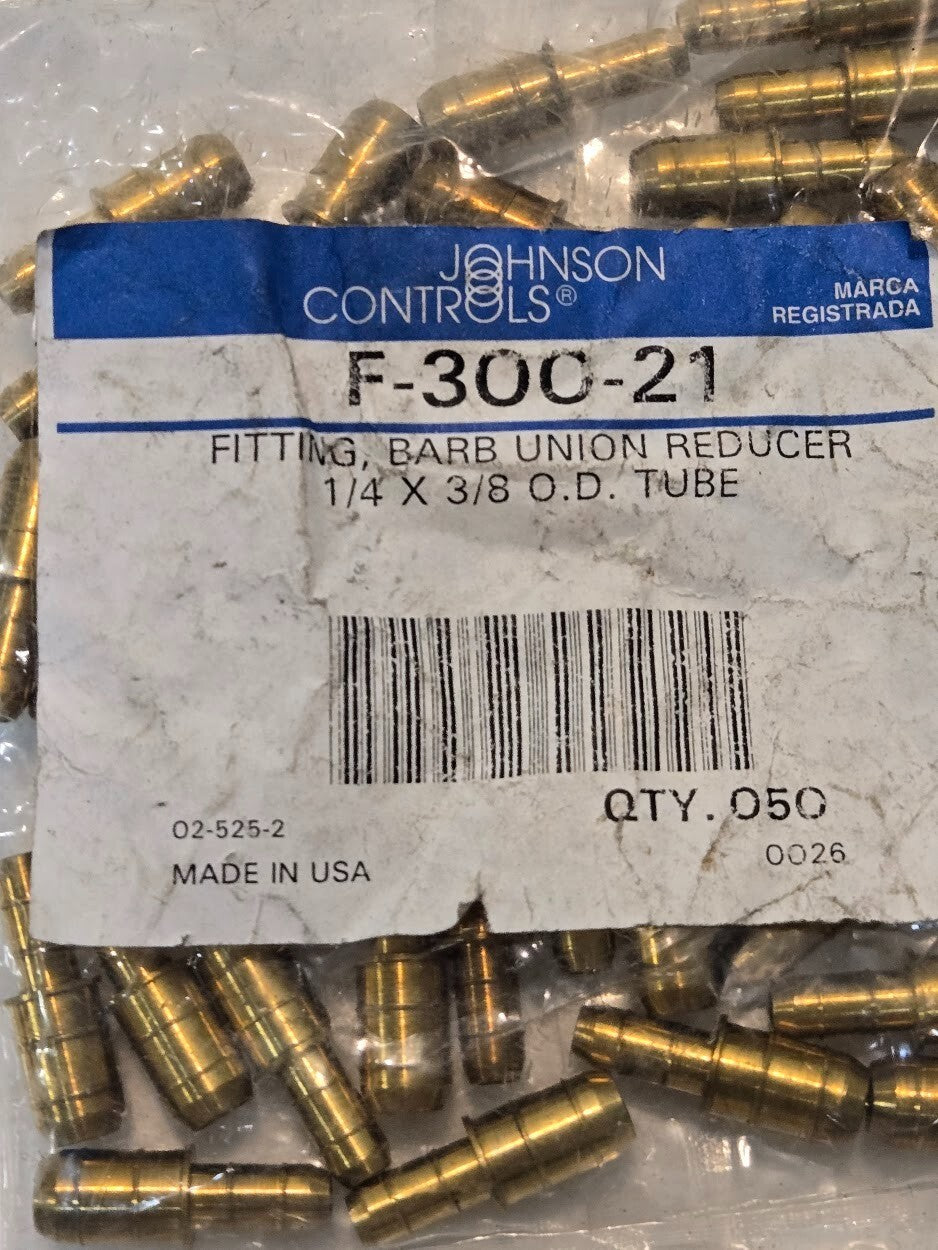 JOHNSON
CONTROLS®
MARCA
REGISTRADA
F-300-21
FITTING, BARB UNION REDUCER
1/4 X 3/8 O.D. TUBE
QTY. 050
02-525-2
0026
MADE IN USA